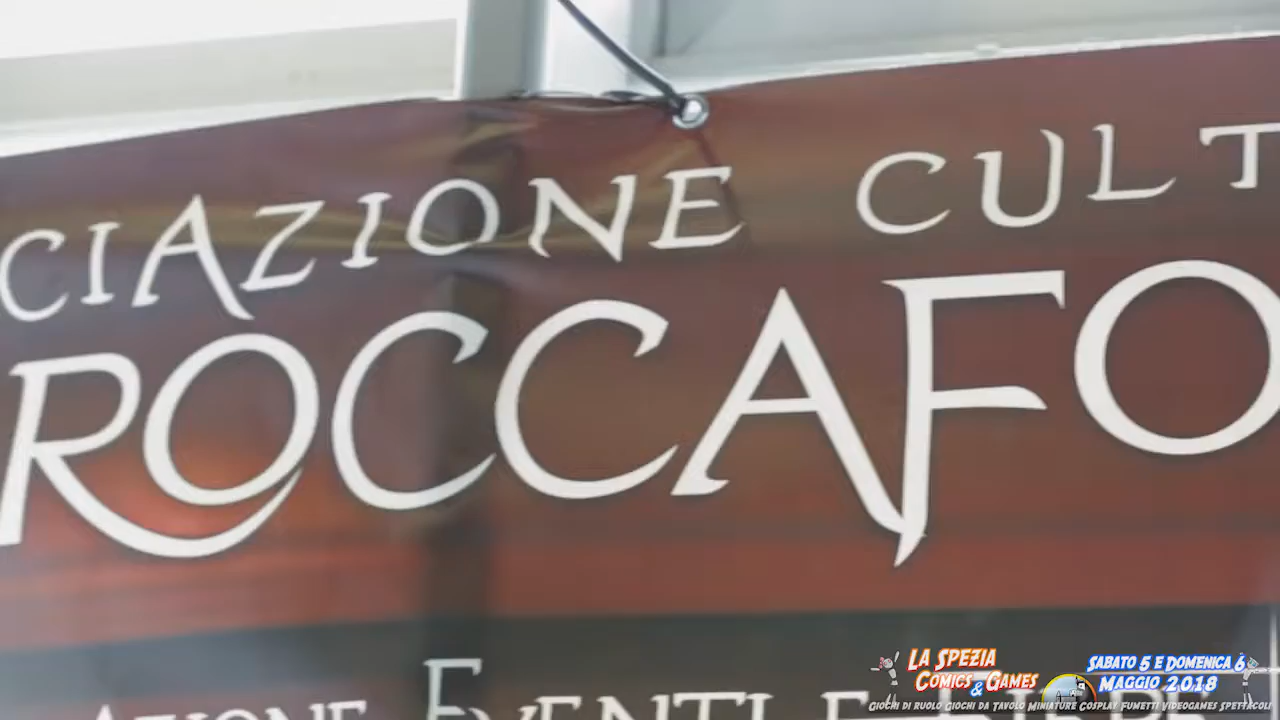 CIAZIONE CULT
ROCCAFO
AZIONE EVENTI E FIERE
LA SPEZIA
COMICS & GAMES
SABATO 5 E DOMENICA 6
MAGGIO 2018
GIOCHI DI RUOLO GIOCHI DA TAVOLO MINIATURE COSPLAY FUMETTI VIDEOGAMES SPETTACOLI